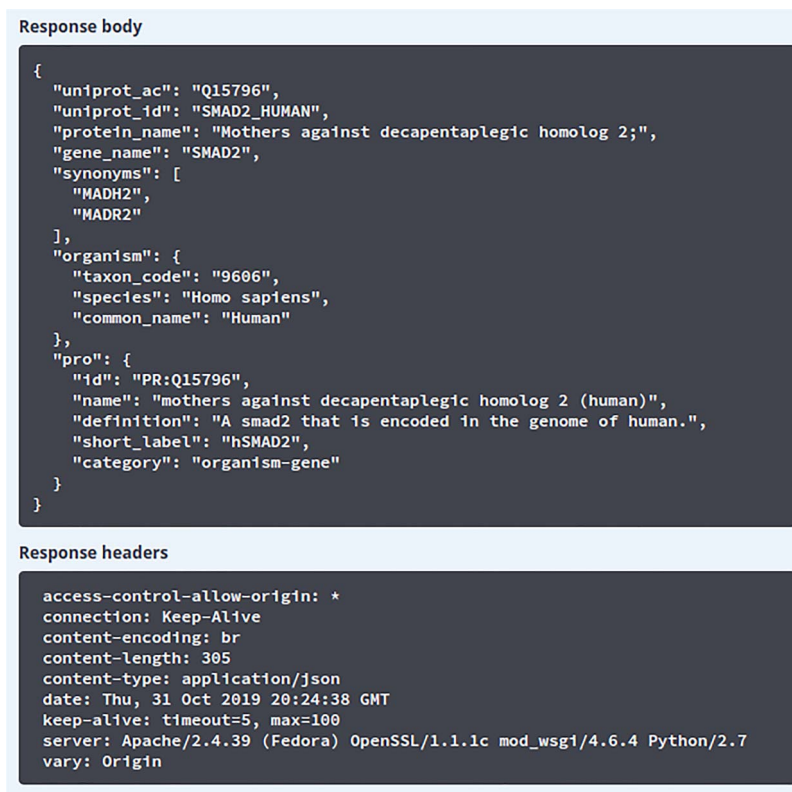 Response body
{
  "uniprot_ac": "Q15796",
  "uniprot_id": "SMAD2_HUMAN",
  "protein_name": "Mothers against decapentaplegic homolog 2;",
  "gene_name": "SMAD2",
  "synonyms": [
    "MADH2",
    "MADR2"
  ],
  "organism": {
    "taxon_code": "9606",
    "species": "Homo sapiens",
    "common_name": "Human"
  },
  "pro": {
    "id": "PR:Q15796",
    "name": "mothers against decapentaplegic homolog 2 (human)",
    "definition": "A smad2 that is encoded in the genome of human.",
    "short_label": "hSMAD2",
    "category": "organism-gene"
  }
}
Response headers
access-control-allow-origin: *
connection: Keep-Alive
content-encoding: br
content-length: 305
content-type: application/json
date: Thu, 31 Oct 2019 20:24:38 GMT
keep-alive: timeout=5, max=100
server: Apache/2.4.39 (Fedora) OpenSSL/1.1.1c mod_wsgi/4.6.4 Python/2.7
vary: Origin